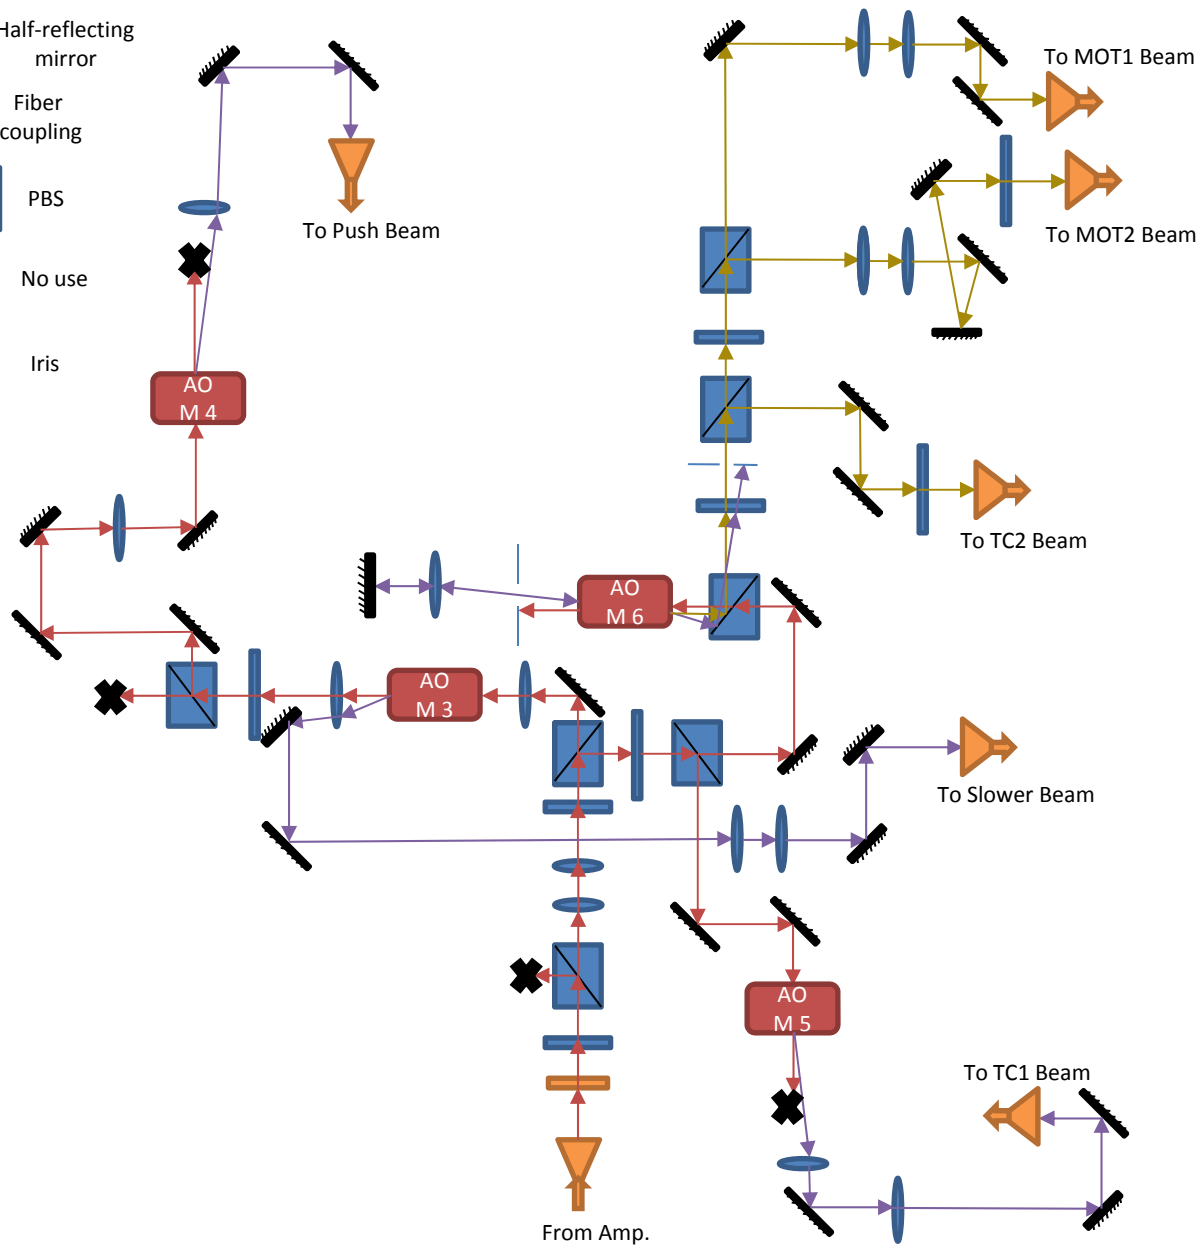 Half-reflecting
mirror
Fiber
coupling
PBS
No use
Iris
To Push Beam
To MOT1 Beam
To MOT2 Beam
AO
M 4
To TC2 Beam
AO
M 6
AO
M 3
To Slower Beam
AO
M 5
To TC1 Beam
From Amp.